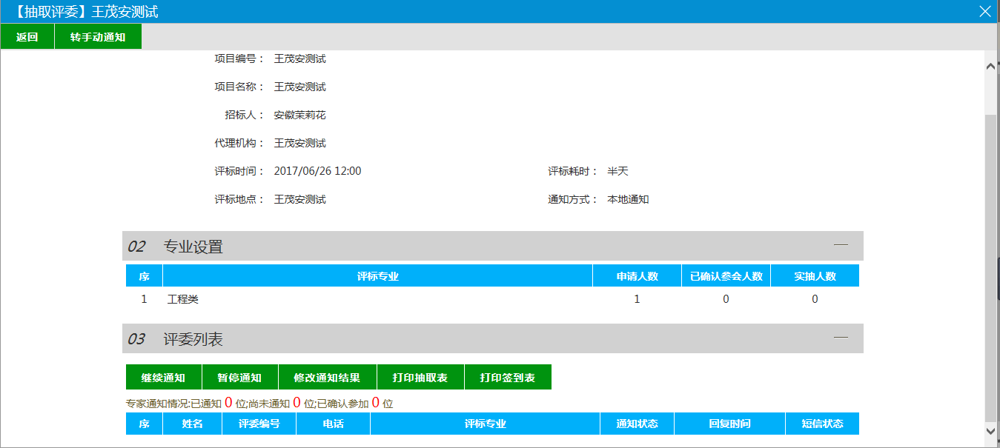 【抽取评委】王茂安测试
返回 转手动通知
项目编号： 王茂安测试
项目名称： 王茂安测试
招标人： 安徽茉莉花
代理机构： 王茂安测试
评标时间： 2017/06/26 12:00 评标耗时： 半天
评标地点： 王茂安测试 通知方式： 本地通知
02 专业设置
序 评标专业 申请人数 已确认参会人数 实抽人数
1 工程类 1 0 0
03 评委列表
继续通知 暂停通知 修改通知结果 打印抽取表 打印签到表
专家通知情况:已通知 0 位;尚未通知 0 位;已确认参加 0 位
序 姓名 评委编号 电话 评标专业 通知状态 回复时间 短信状态